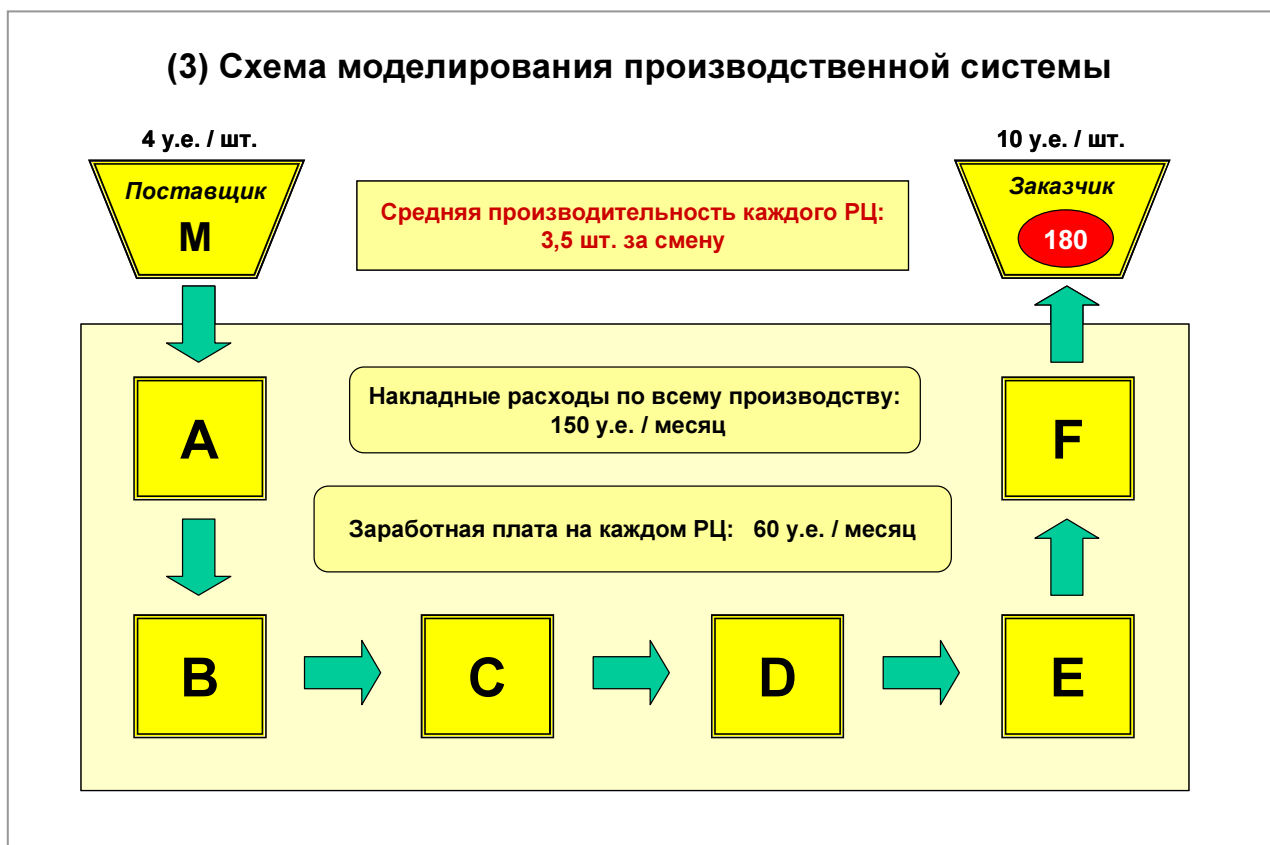 (3) Схема моделирования производственной системы
4 у.е. / шт.
10 у.е. / шт.
Поставщик
М
Средняя производительность каждого РЦ:
3,5 шт. за смену
Заказчик
180
A
Накладные расходы по всему производству:
150 у.е. / месяц
F
Заработная плата на каждом РЦ: 60 у.е. / месяц
B
C
D
E